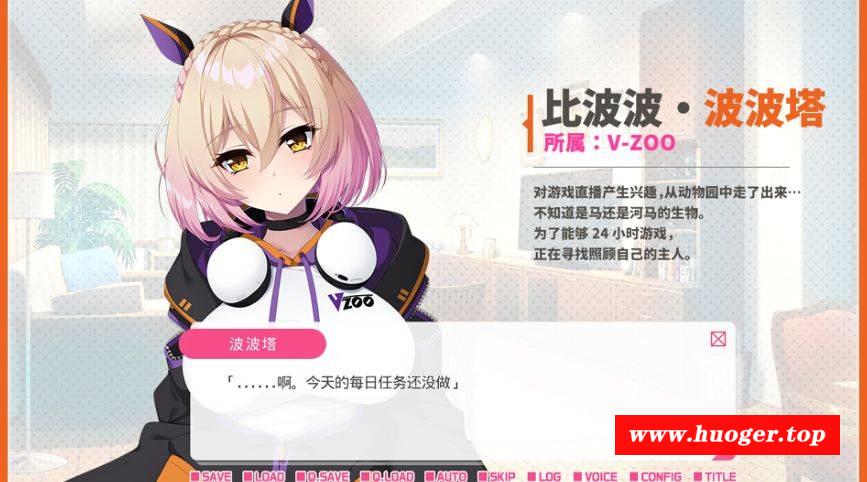 比波波・波波塔
所属：V-ZOO
对游戏直播产生兴趣，从动物园中走了出来…
不知道是马还是河马的生物。
为了能够 24 小时游戏，
正在寻找照顾自己的主人。
VZOO
波波塔
「......啊。今天的每日任务还没做」
www.huoger.top
SAVE LOAD Q.SAVE Q.LOAD AUTO SKIP LOG VOICE CONFIG TITLE